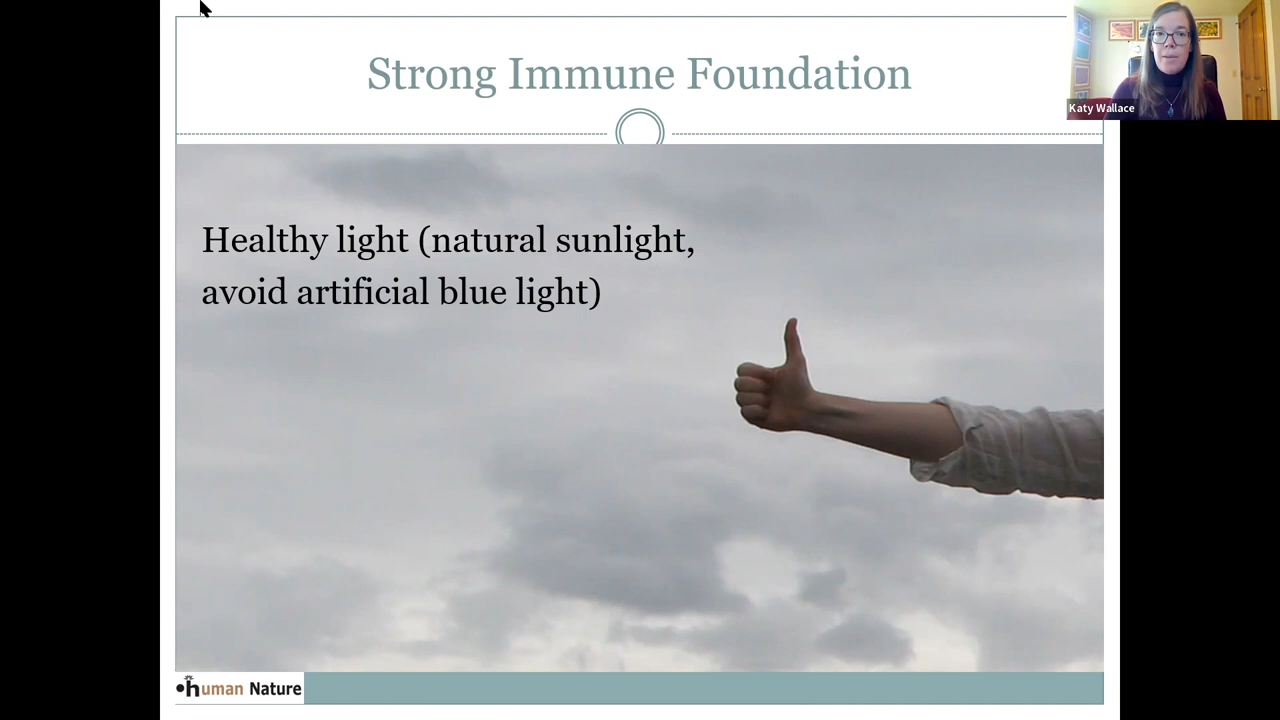 Strong Immune Foundation
Katy Wallace
Healthy light (natural sunlight,
avoid artificial blue light)
human Nature